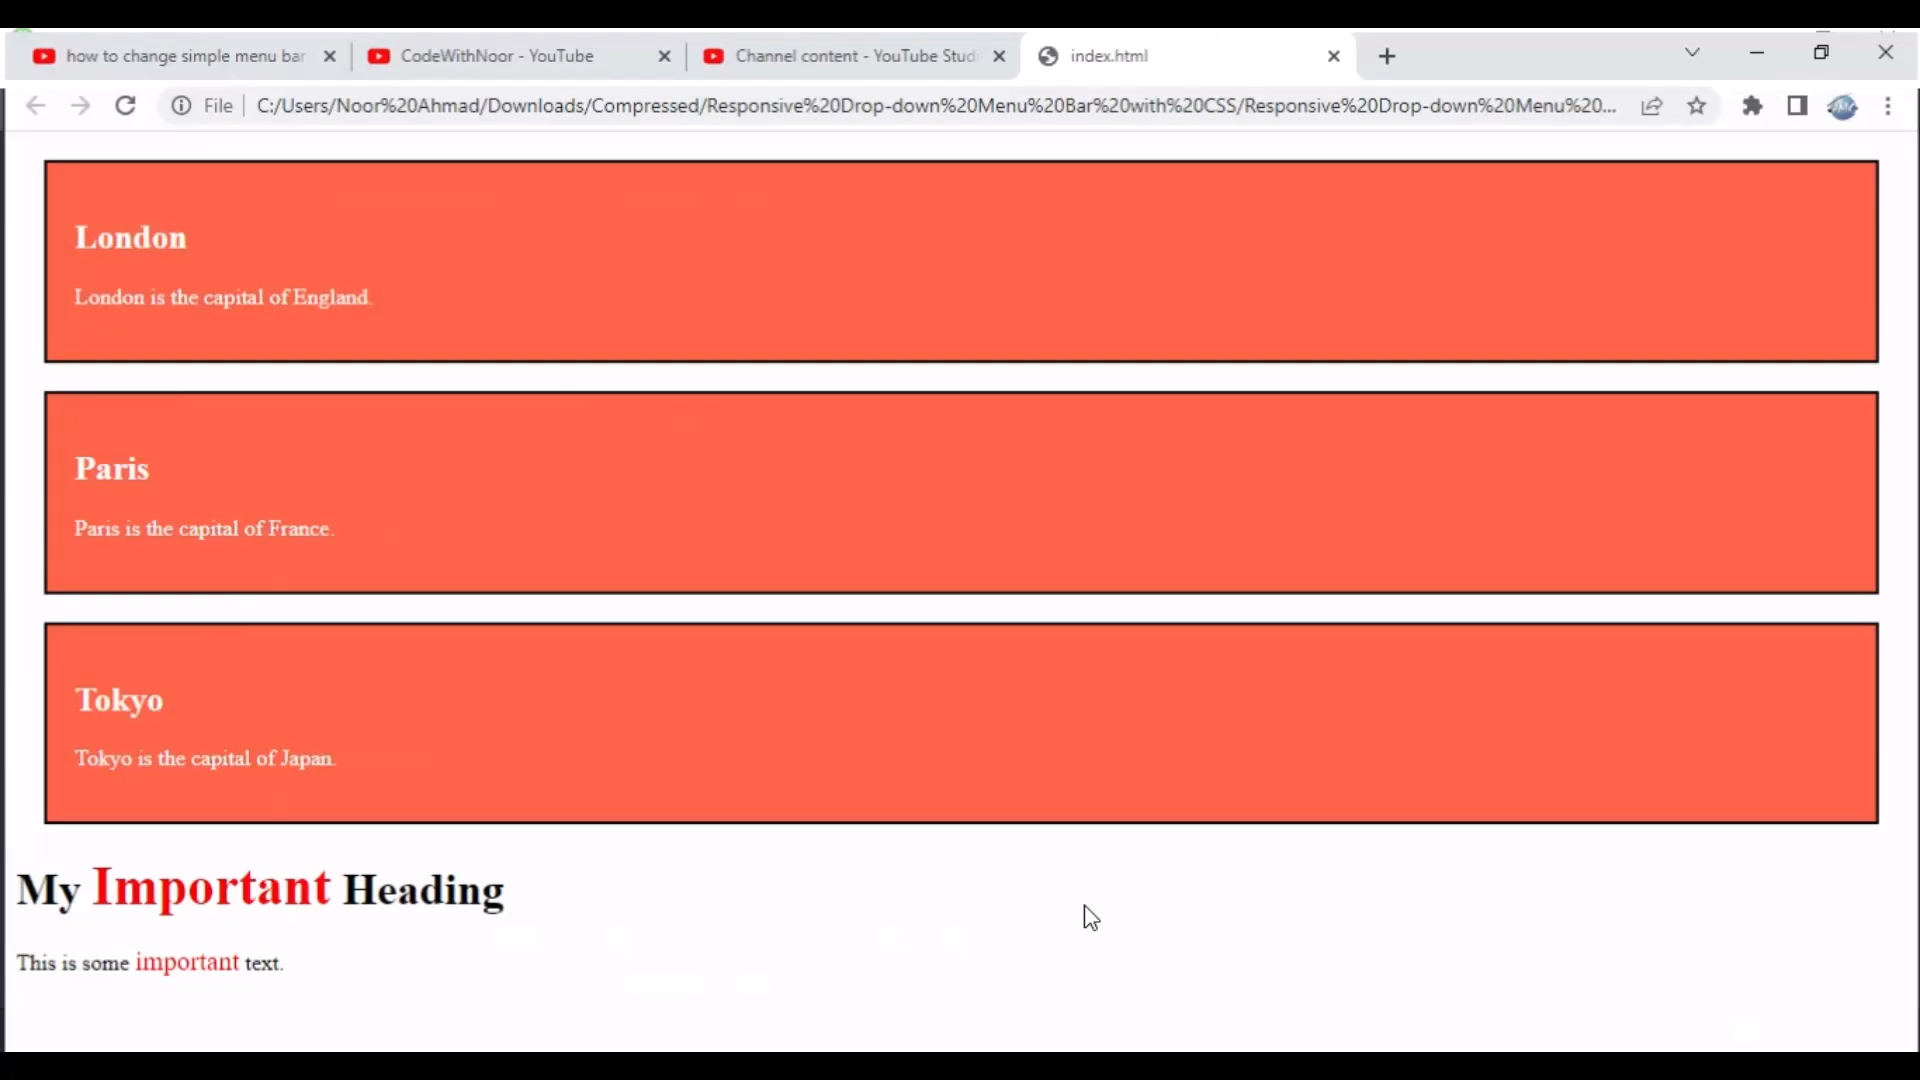 how to change simple menu bar
CodeWithNoor - YouTube
Channel content - YouTube Studi
index.html
File
C:/Users/Noor%20Ahmad/Downloads/Compressed/Responsive%20Drop-down%20Menu%20Bar%20with%20CSS/Responsive%20Drop-down%20Menu%20...
London
London is the capital of England.
Paris
Paris is the capital of France.
Tokyo
Tokyo is the capital of Japan.
My Important Heading
This is some important text.